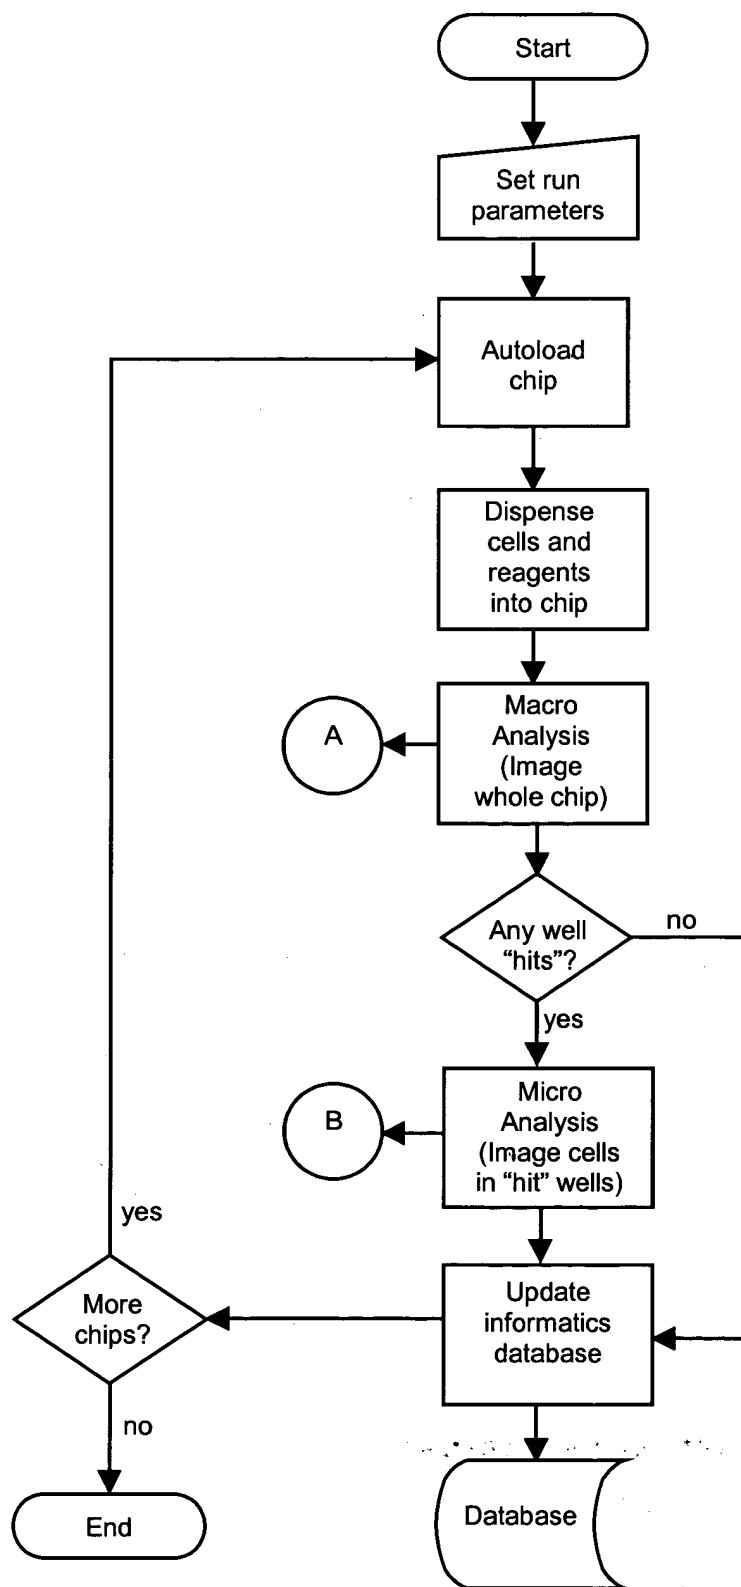 Start
Set run
parameters
Autoload
chip
Dispense
cells and
reagents
into chip
Macro
Analysis
(Image
whole chip)
A
Any well
“hits”?
no
yes
Micro
Analysis
(Image cells
in “hit” wells)
B
yes
Update
informatics
database
More
chips?
no
Database
End